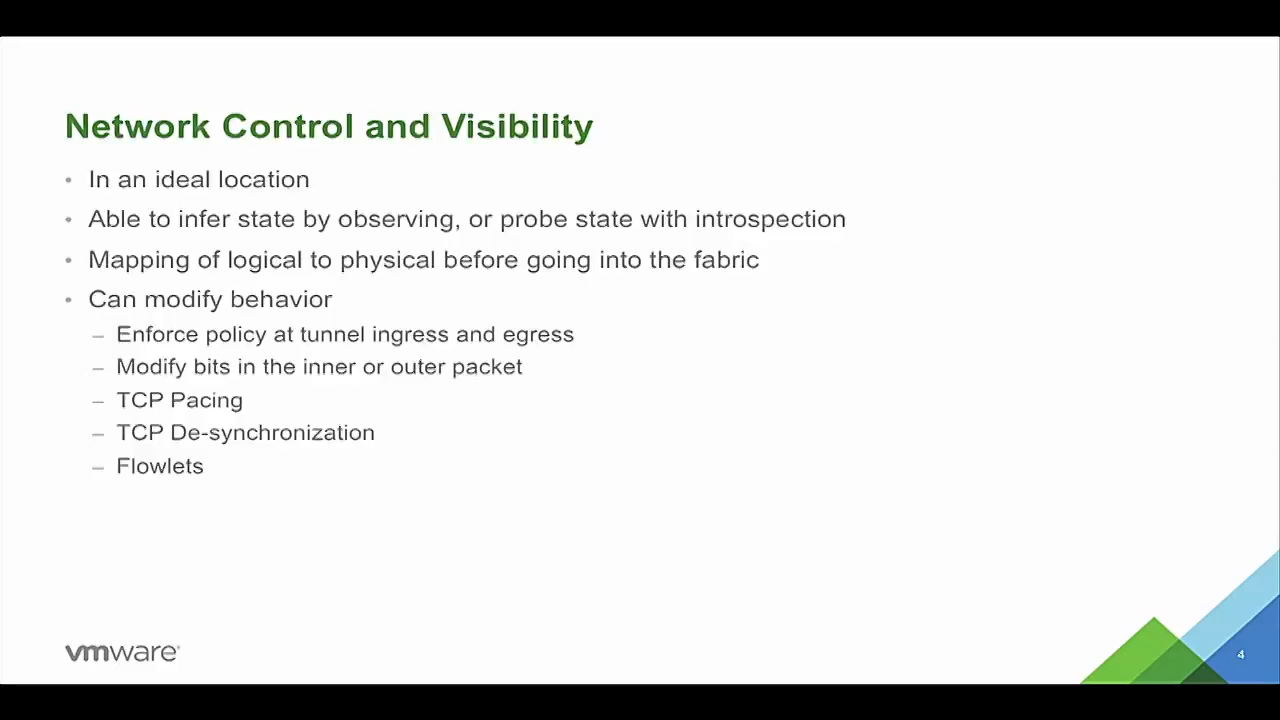 Network Control and Visibility
• In an ideal location
• Able to infer state by observing, or probe state with introspection
• Mapping of logical to physical before going into the fabric
• Can modify behavior
– Enforce policy at tunnel ingress and egress
– Modify bits in the inner or outer packet
– TCP Pacing
– TCP De-synchronization
– Flowlets
vmware
4